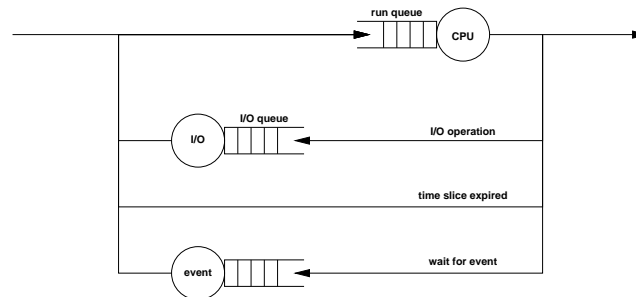 run queue
CPU
I/O queue
I/O
I/O operation
time slice expired
event
wait for event